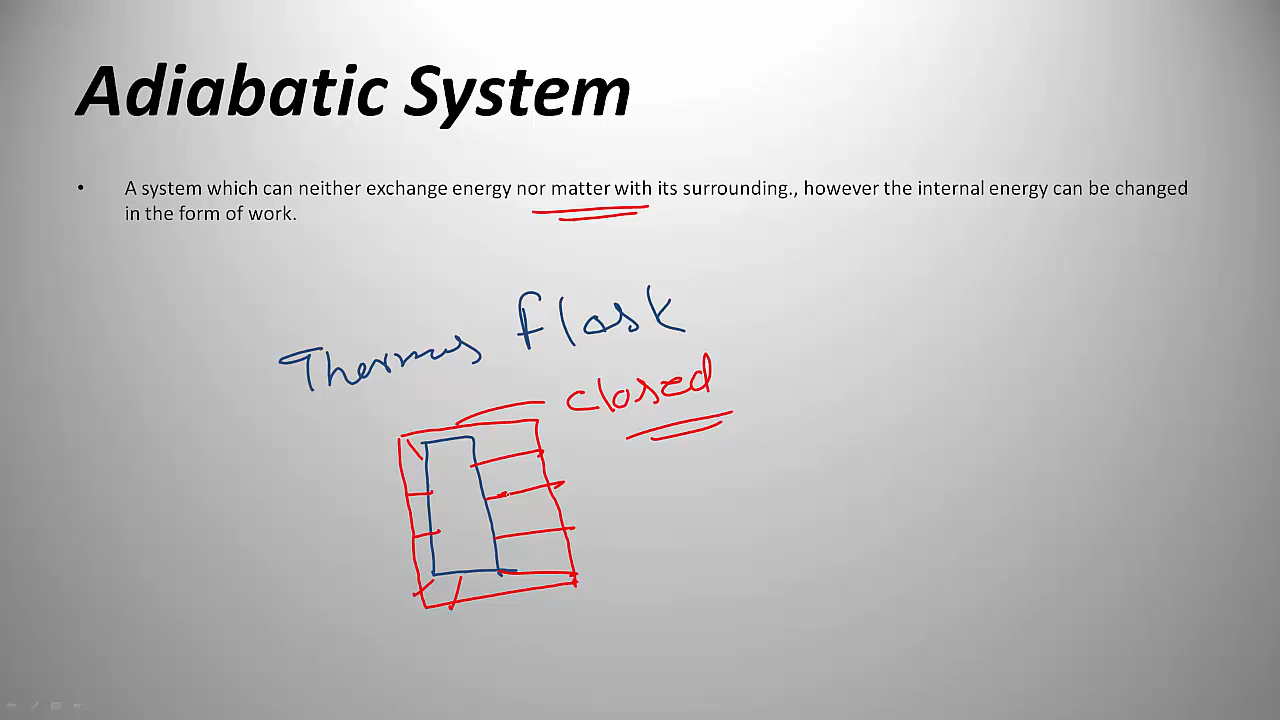 Adiabatic System
• A system which can neither exchange energy nor matter with its surrounding., however the internal energy can be changed
in the form of work.
Thermus flask
closed